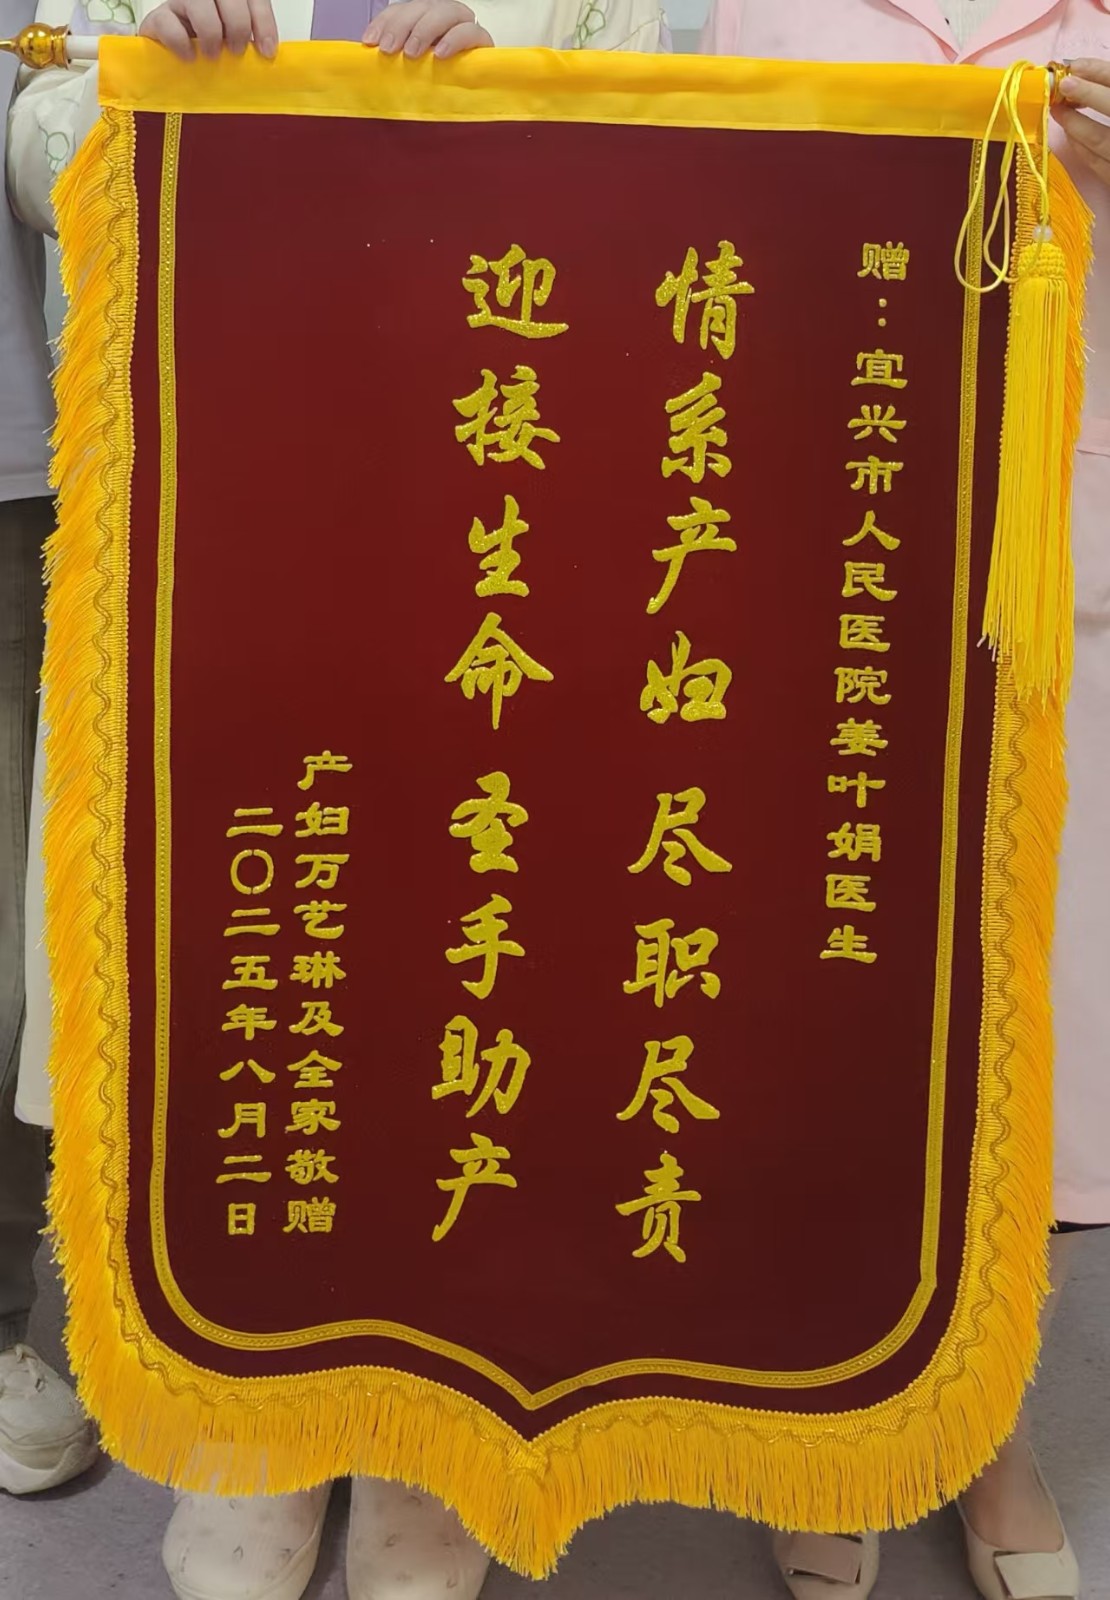 赠：宜兴市人民医院姜叶娟医生
情系产妇 尽职尽责
迎接生命 圣手助产
产妇万艺琳及全家敬赠
二〇二五年八月二日